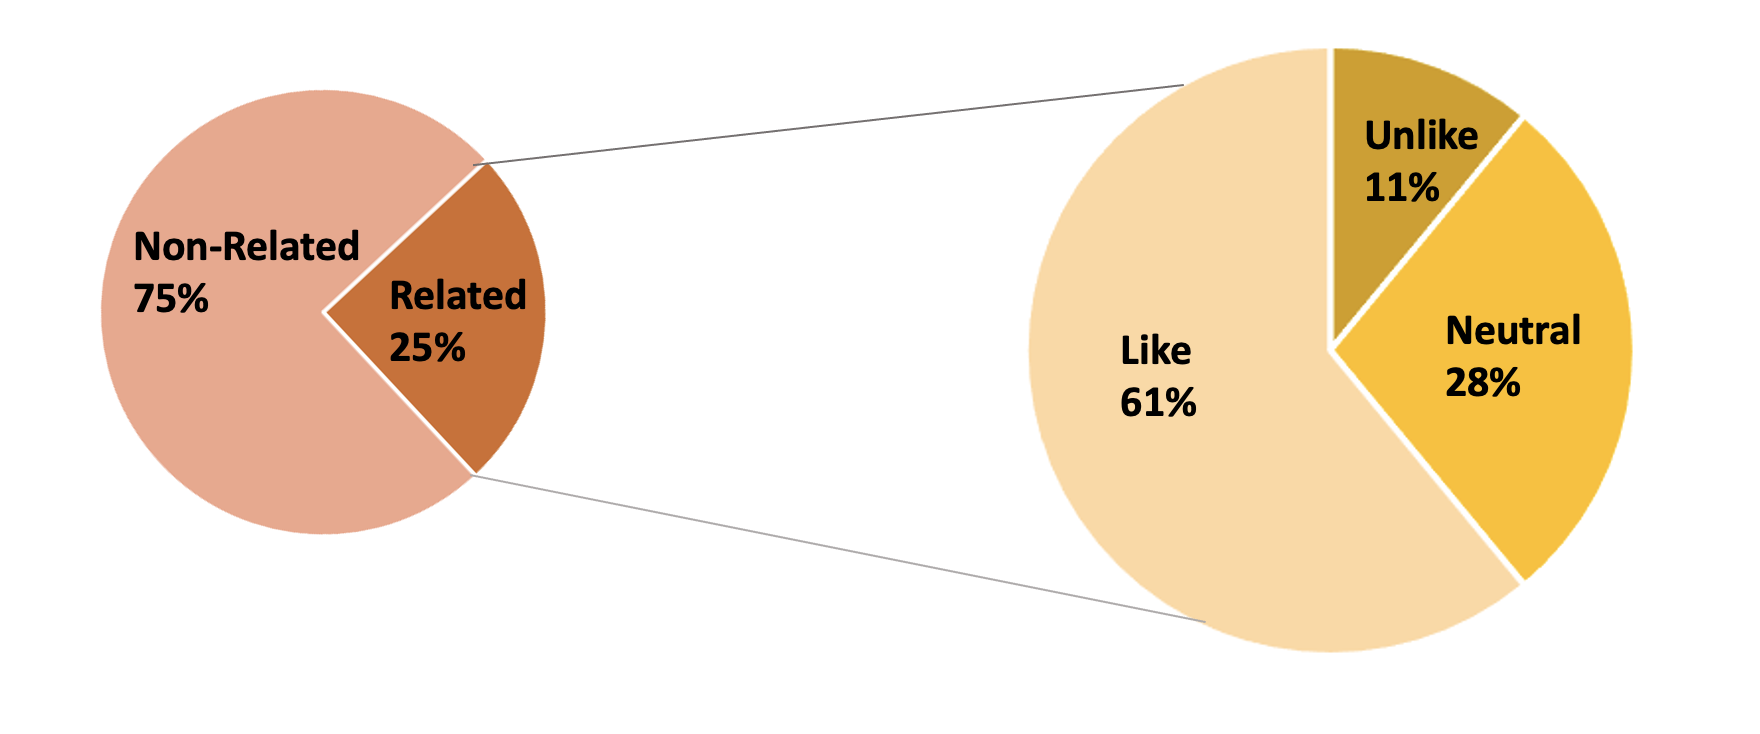 Non-Related
75%
Related
25%
Like
61%
Unlike
11%
Neutral
28%